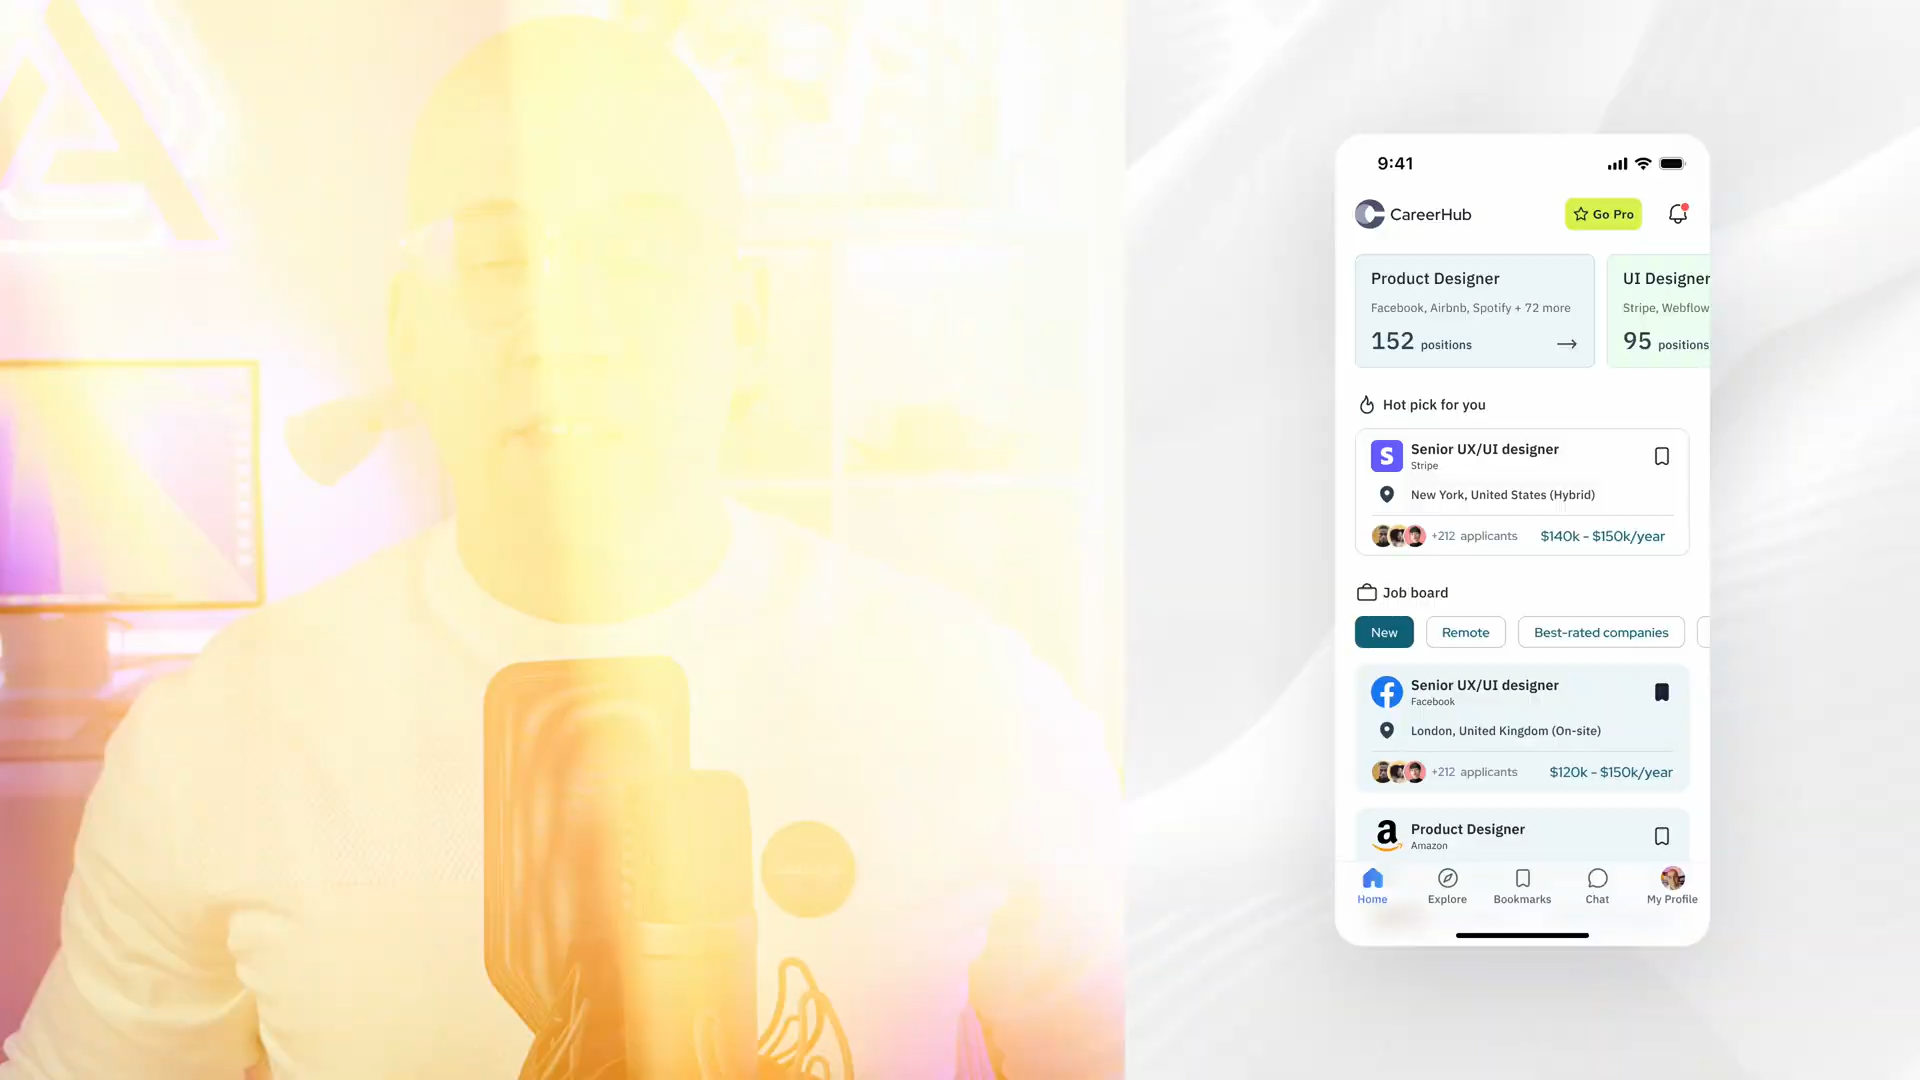 9:41
CareerHub
Go Pro
Product Designer
Facebook, Airbnb, Spotify + 72 more
152 positions
UI Designer
Stripe, Webflow
95 positions
Hot pick for you
Senior UX/UI designer
Stripe
New York, United States (Hybrid)
+212 applicants
$140k - $150k/year
Job board
New
Remote
Best-rated companies
Senior UX/UI designer
Facebook
London, United Kingdom (On-site)
+212 applicants
$120k - $150k/year
Product Designer
Amazon
Home
Explore
Bookmarks
Chat
My Profile